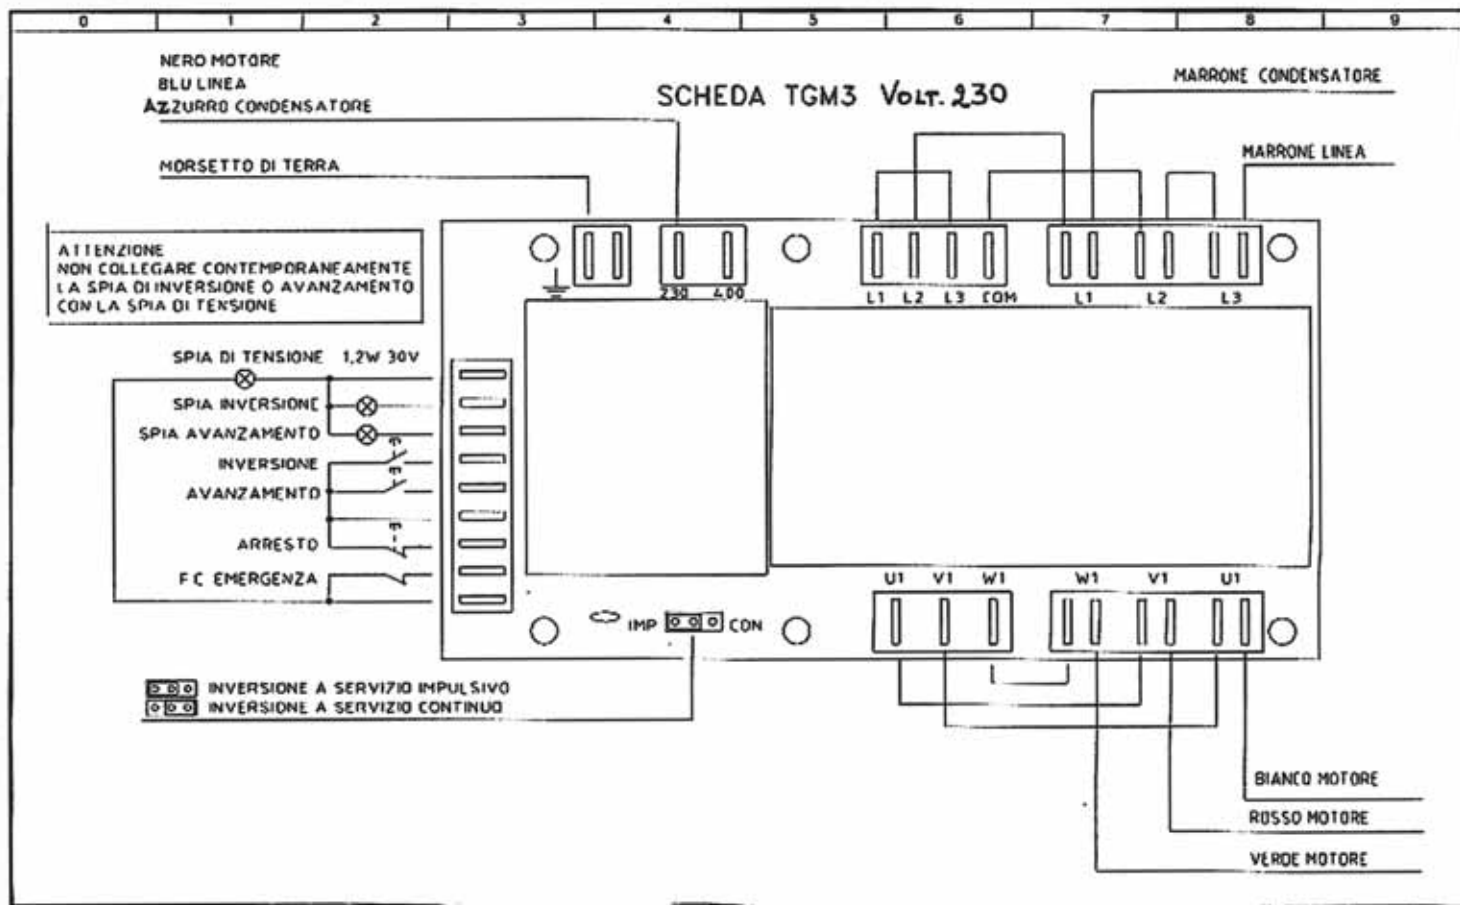 0 1 2 3 4 5 6 7 8 9
NERO MOTORE
BLU LINEA
AZZURRO CONDENSATORE
MORSETTO DI TERRA
SCHEDA TGM3 VOLT. 230
MARRONE CONDENSATORE
MARRONE LINEA
ATTENZIONE
NON COLLEGARE CONTEMPORANEAMENTE
LA SPIA DI INVERSIONE O AVANZAMENTO
CON LA SPIA DI TENSIONE
230 400
L1 L2 L3 COM
L1 L2 L3
SPIA DI TENSIONE 1,2W 30V
SPIA INVERSIONE
SPIA AVANZAMENTO
INVERSIONE
AVANZAMENTO
ARRESTO
FC EMERGENZA
U1 V1 W1
W1 V1 U1
IMP CON
INVERSIONE A SERVIZIO IMPULSIVO
INVERSIONE A SERVIZIO CONTINUO
BIANCO MOTORE
ROSSO MOTORE
VERDE MOTORE